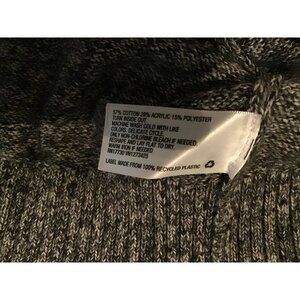 57% COTTON 28% ACRYLIC 15% POLYESTER
TURN INSIDE OUT.
MACHINE WASH COLD WITH LIKE
COLORS. DELICATE CYCLE.
ONLY NON-CHLORINE BLEACH IF NEEDED.
RESHAPE AND LAY FLAT TO DRY.
WARM IRON IF NEEDED
RN17730 WN1273425
LABEL MADE FROM 100% RECYCLED PLASTIC